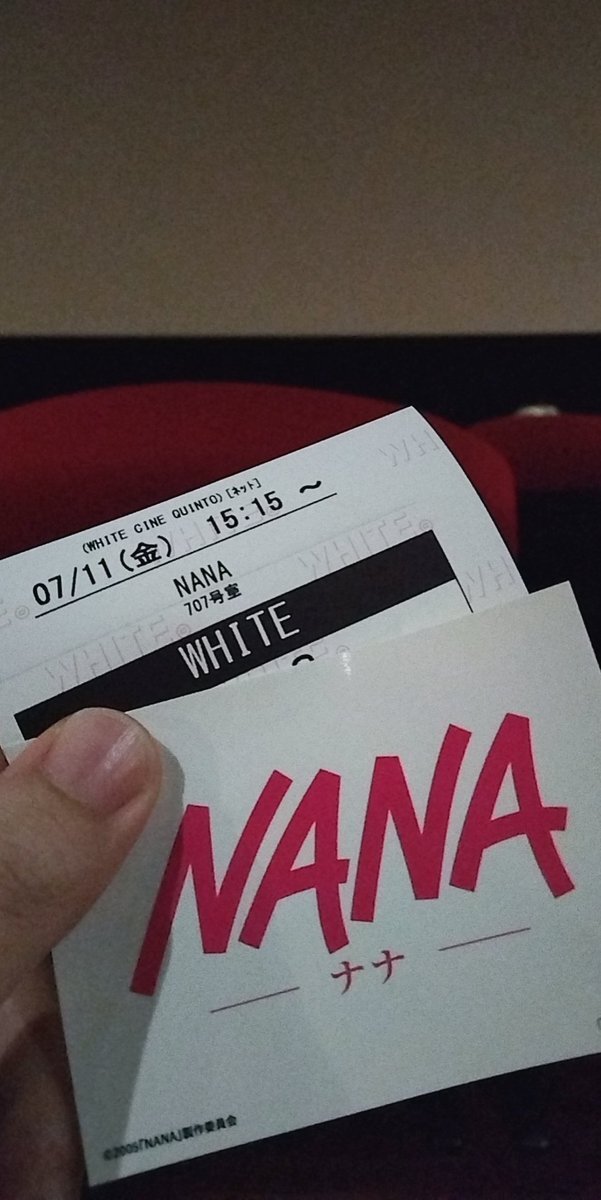 (WHITE CINE QUINTO)[ネット]
07/11(金) 15:15 ～
NANA
707号室
WHITE
NANA
ナナ
©2005「NANA」製作委員会